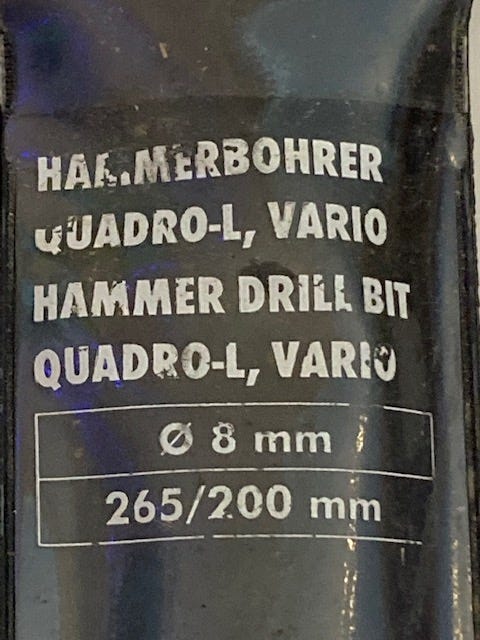 HAMMERBOHRER
QUADRO-L, VARIO
HAMMER DRILL BIT
QUADRO-L, VARIO
Ø 8 mm
265/200 mm